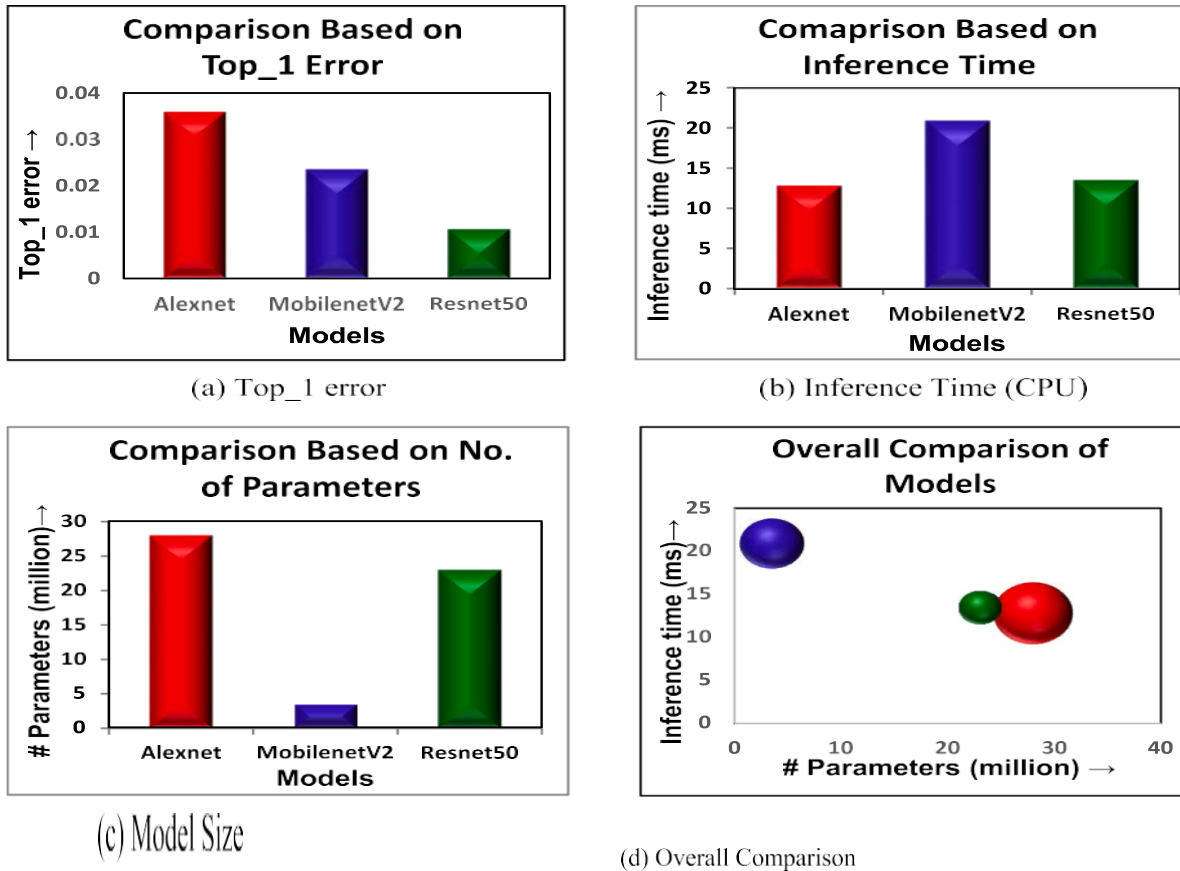 Comparison Based on
Top_1 Error
Top_1 error →
0.04
0.03
0.02
0.01
0
Alexnet MobilenetV2 Resnet50
Models
(a) Top_1 error
Comaprison Based on
Inference Time
Inference time (ms) →
25
20
15
10
5
0
Alexnet MobilenetV2 Resnet50
Models
(b) Inference Time (CPU)
Comparison Based on No.
of Parameters
# Parameters (million)→
30
25
20
15
10
5
0
Alexnet MobilenetV2 Resnet50
Models
(c) Model Size
Overall Comparison of
Models
Inference time (ms)→
25
20
15
10
5
0
0 10 20 30 40
# Parameters (million) →
(d) Overall Comparison